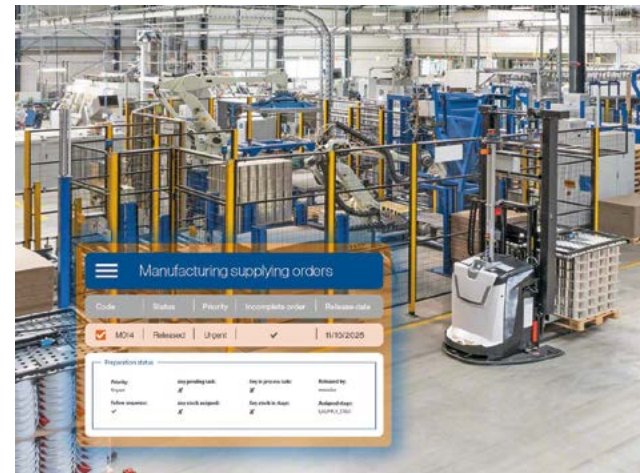 Manufacturing supplying orders
Code Status Priority Incomplete order Release date
MO14 Released Urgent ✓ 11/10/2025
Preparation status
Priority: Any pending task: Any in process task: Released by:
Urgent ✗ ✗
Follow sequence: Any stock assigned: Any stock in stage: Assigned stage:
✓ ✗ ✗